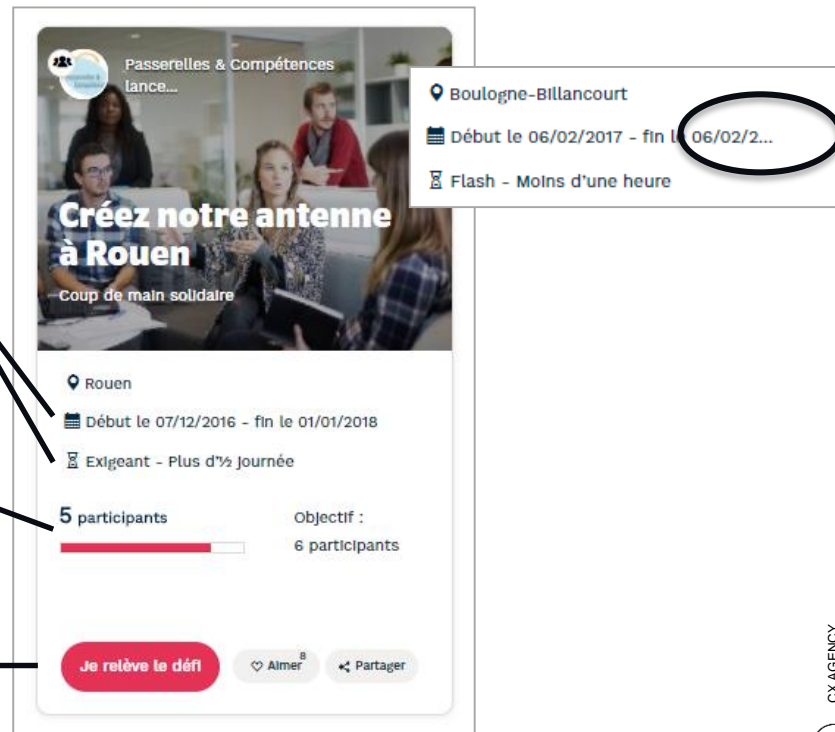 Passerelles & Compétences
lance...
Créez notre antenne
à Rouen
Coup de main solidaire
Rouen
Début le 07/12/2016 - fin le 01/01/2018
Exigeant - Plus d'½ journée
5 participants
Objectif :
6 participants
Je relève le défi
Aimer
8
Partager
Boulogne-Billancourt
Début le 06/02/2017 - fin le 06/02/2...
Flash - Moins d'une heure
CX AGENCY